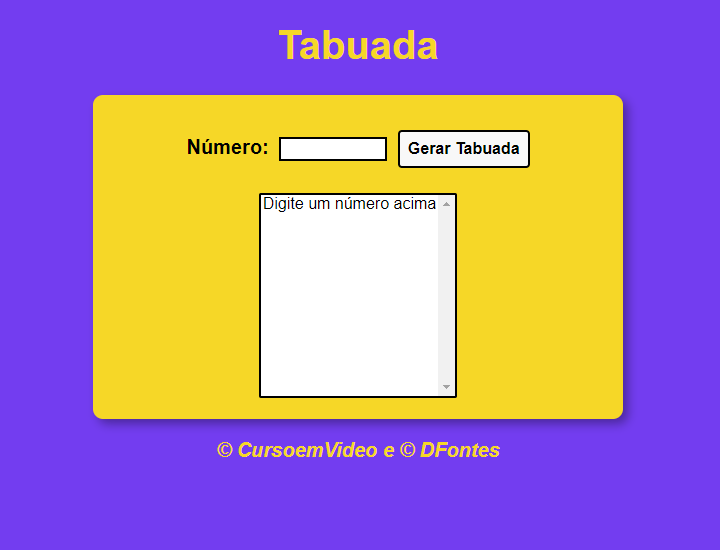 Tabuada
Número: Gerar Tabuada
Digite um número acima
© CursoemVideo e © DFontes